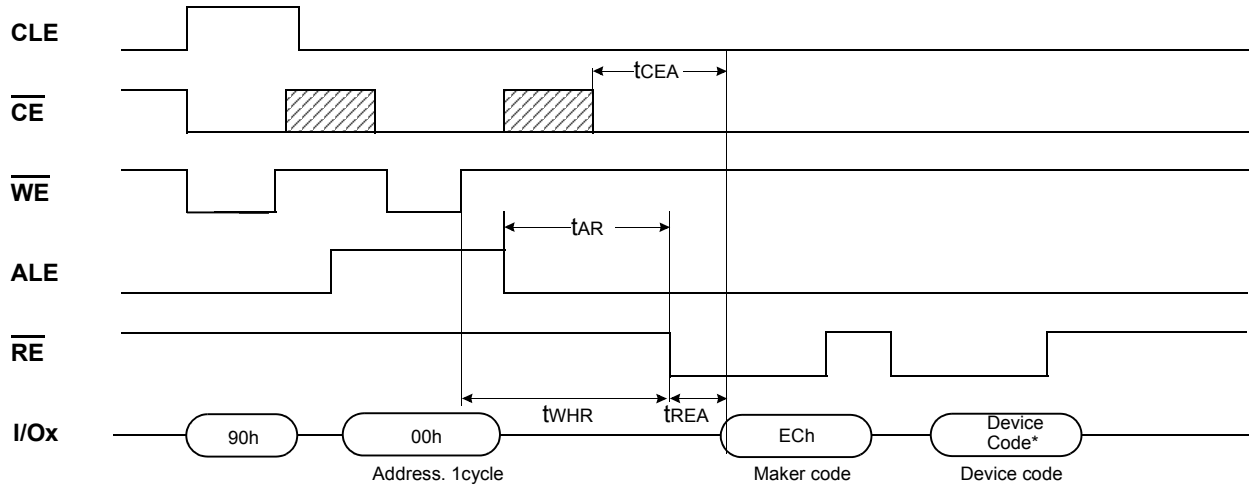 CLE
tCEA
CE
WE
tAR
ALE
RE
tWHR
tREA
I/Ox
90h
00h
ECh
Device
Code*
Address. 1cycle
Maker code
Device code